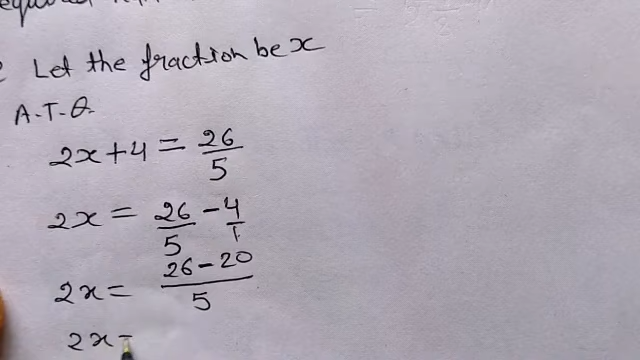 Let the fraction be x
A.T.Q.
2x + 4 = 26/5
2x = 26/5 - 4/1
2x = (26 - 20)/5
2x =